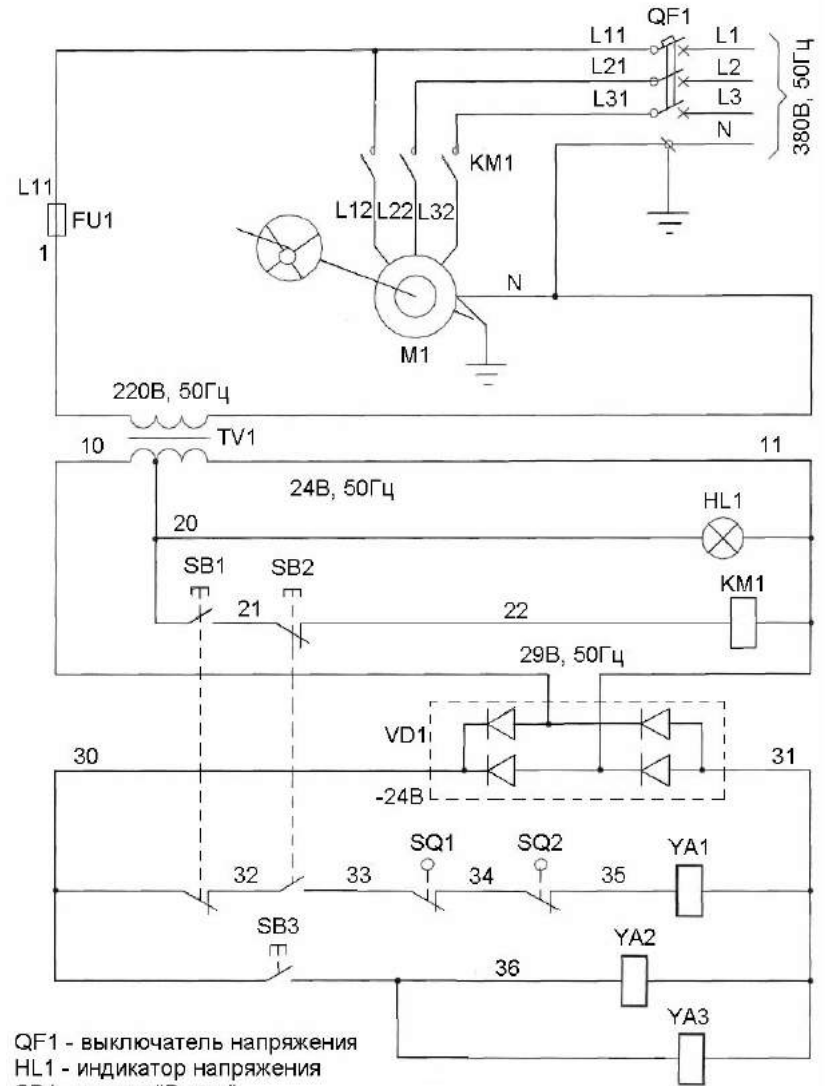 QF1
L11 L1
L21 L2
L31 L3
N
380В, 50Гц
KM1
L11
FU1
1
L12 L22 L32
N
M1
220В, 50Гц
TV1
10
11
24В, 50Гц
HL1
20
SB1 SB2
KM1
21
22
29В, 50Гц
VD1
30
31
-24В
SQ1 SQ2
YA1
32 33 34 35
SB3
YA2
36
YA3
QF1 - выключатель напряжения
HL1 - индикатор напряжения